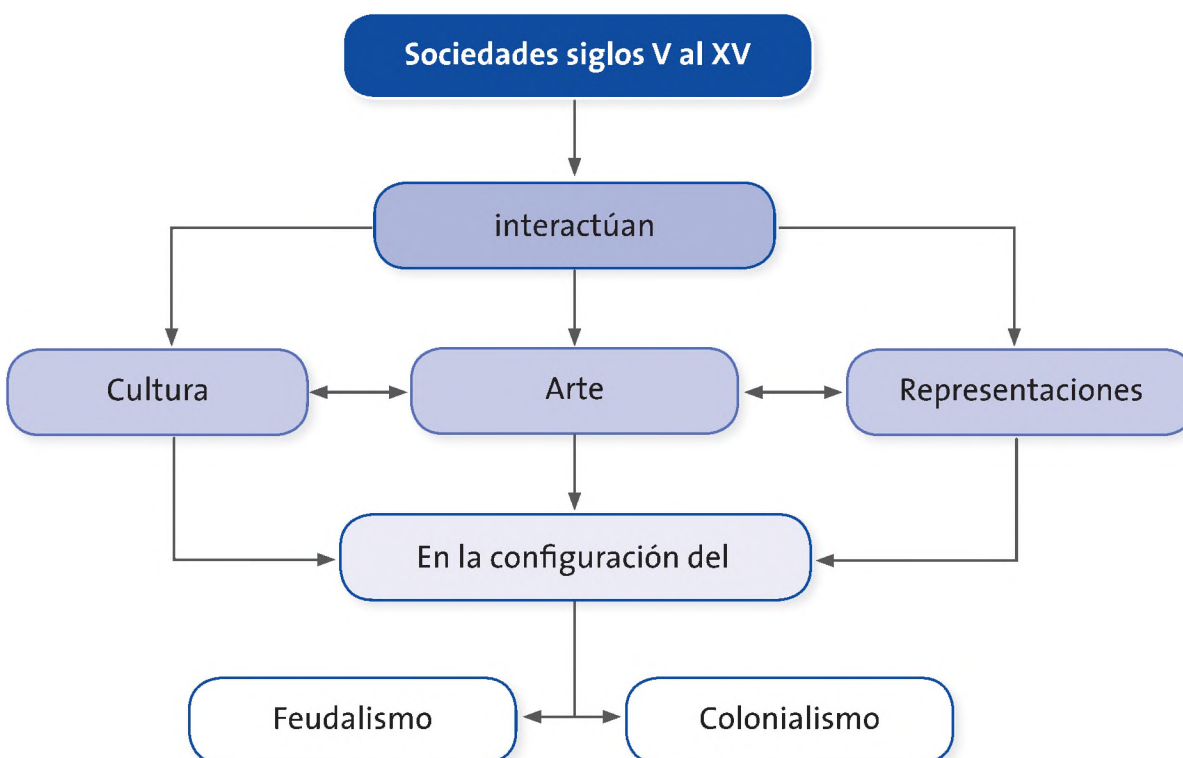 Sociedades siglos V al XV
interactúan
Cultura
Arte
Representaciones
En la configuración del
Feudalismo
Colonialismo